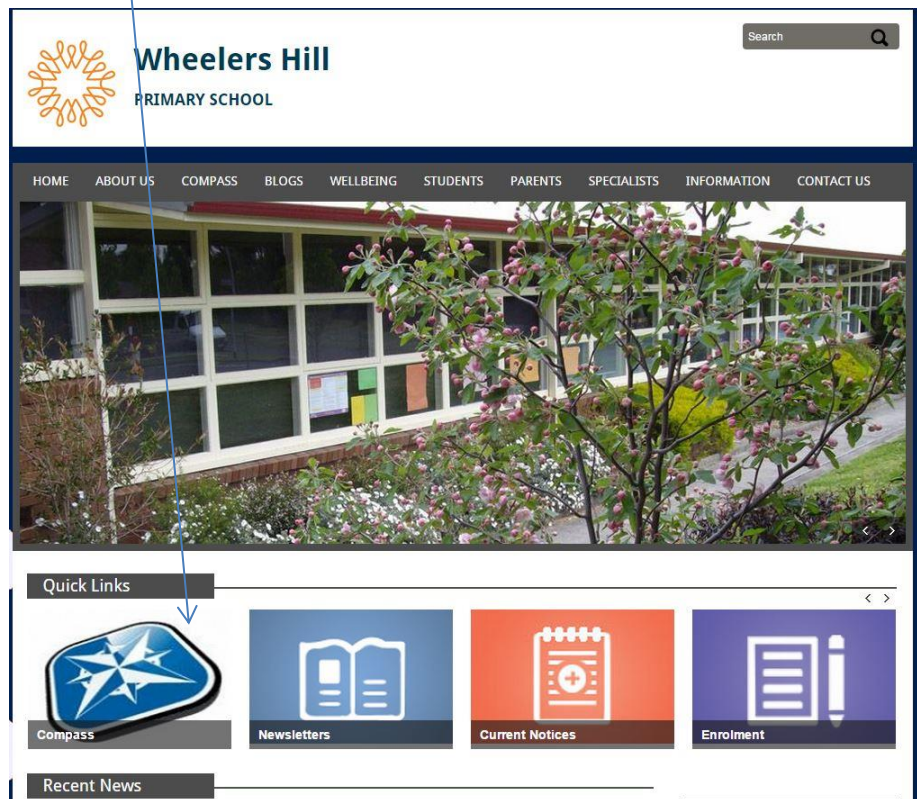 Wheelers Hill
PRIMARY SCHOOL
Search
HOME ABOUT US COMPASS BLOGS WELLBEING STUDENTS PARENTS SPECIALISTS INFORMATION CONTACT US
Quick Links
Compass Newsletters Current Notices Enrolment
Recent News